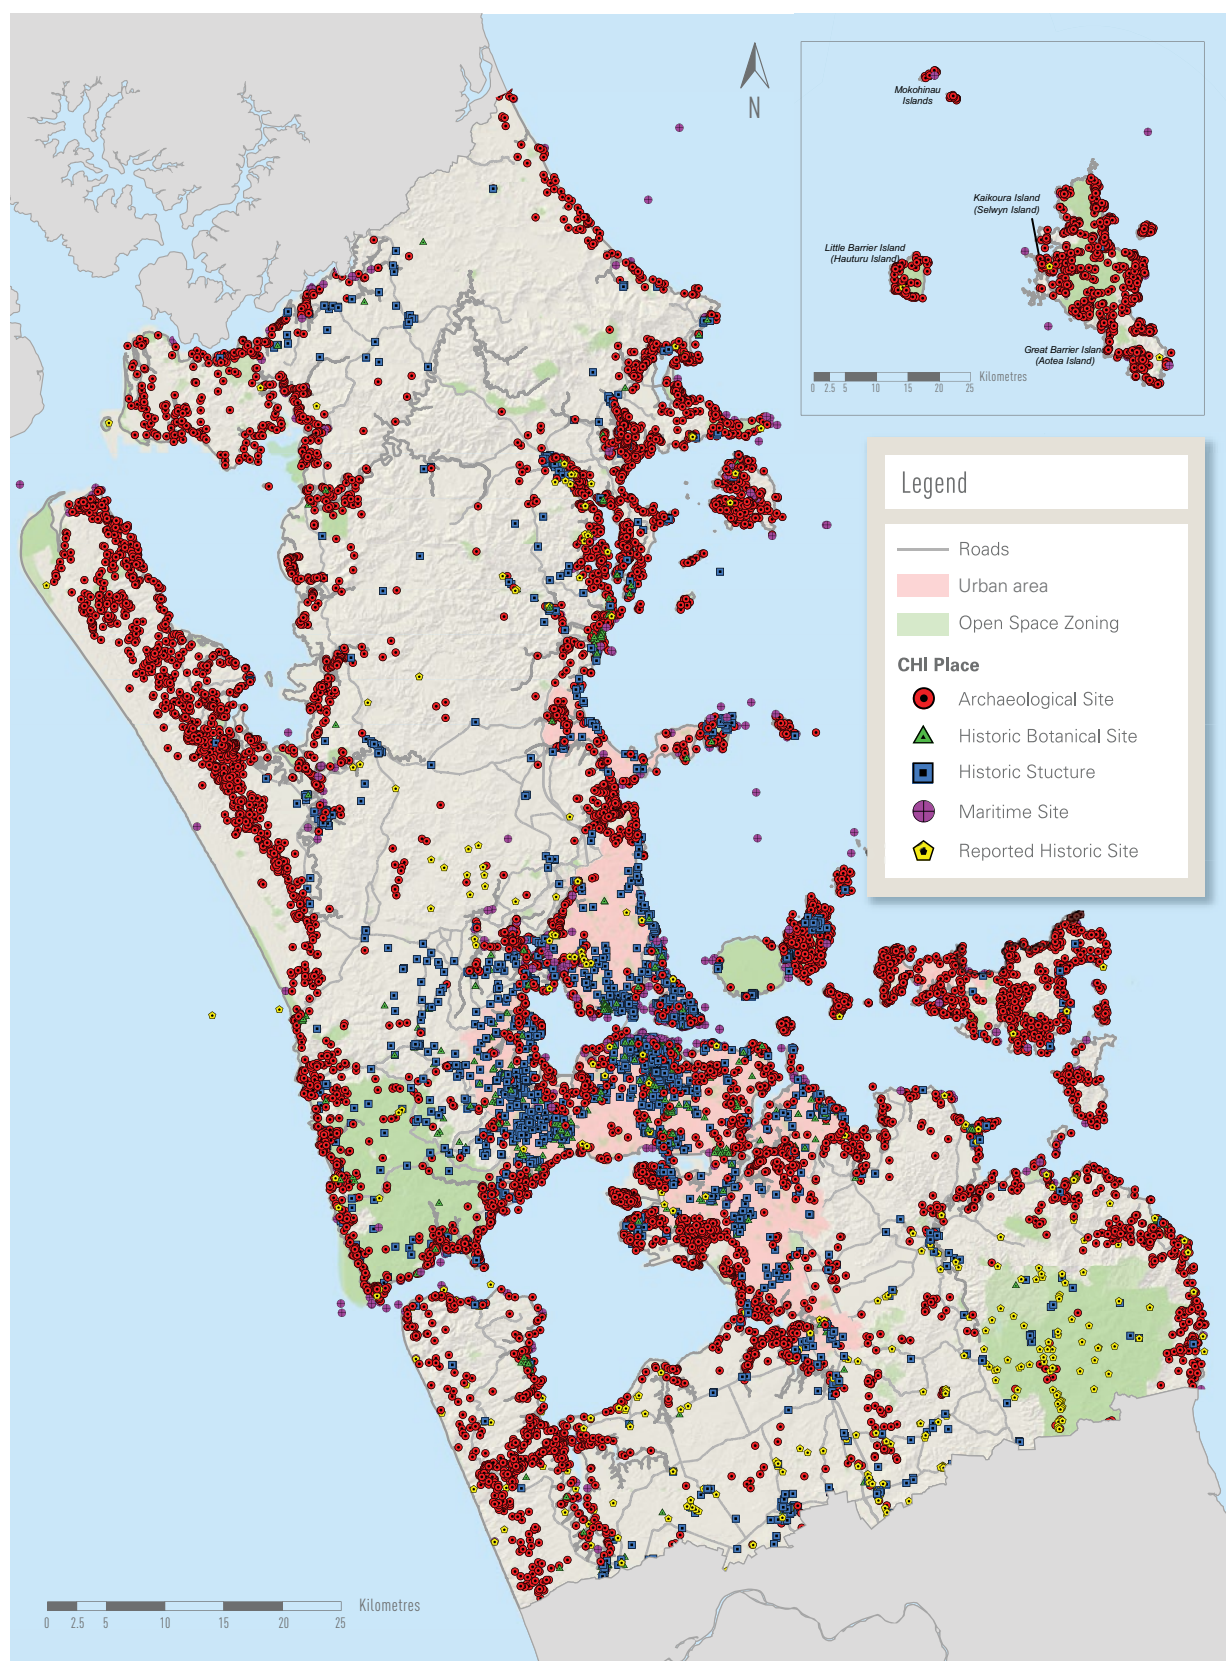 N
Mokohinau
Islands
Kaikoura Island
(Selwyn Island)
Little Barrier Island
(Hauturu Island)
Great Barrier Island
(Aotea Island)
Kilometres
0 2.5 5 10 15 20 25
Legend
Roads
Urban area
Open Space Zoning
CHI Place
Archaeological Site
Historic Botanical Site
Historic Stucture
Maritime Site
Reported Historic Site
Kilometres
0 2.5 5 10 15 20 25